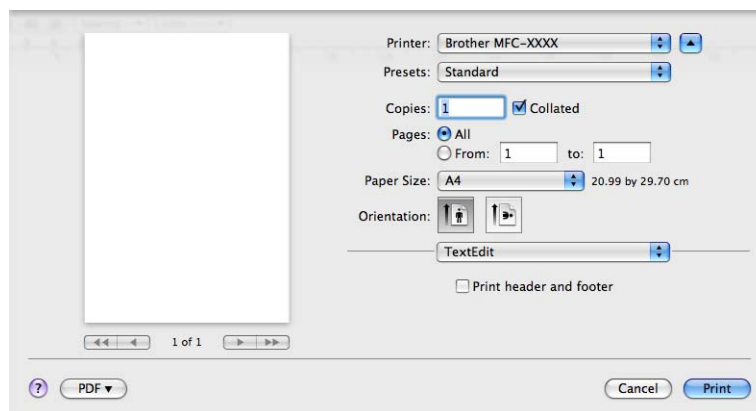 Printer: Brother MFC-XXXX
Presets: Standard
Copies: 1 Collated
Pages: All
From: 1 to: 1
Paper Size: A4 20.99 by 29.70 cm
Orientation:
TextEdit
Print header and footer
1 of 1
? PDF Cancel Print